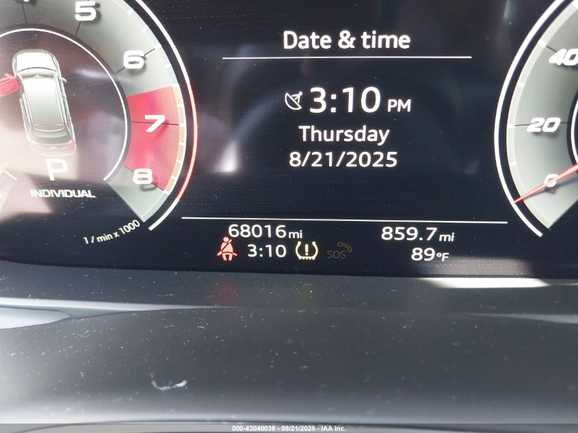 Date & time
3:10 PM
Thursday
8/21/2025
5
6
7
8
P
INDIVIDUAL
1 / min x 1000
40
20
0
68016 mi
859.7 mi
3:10
SOS
89°F
000-43040038 - 08/21/2025 - IAA Inc.